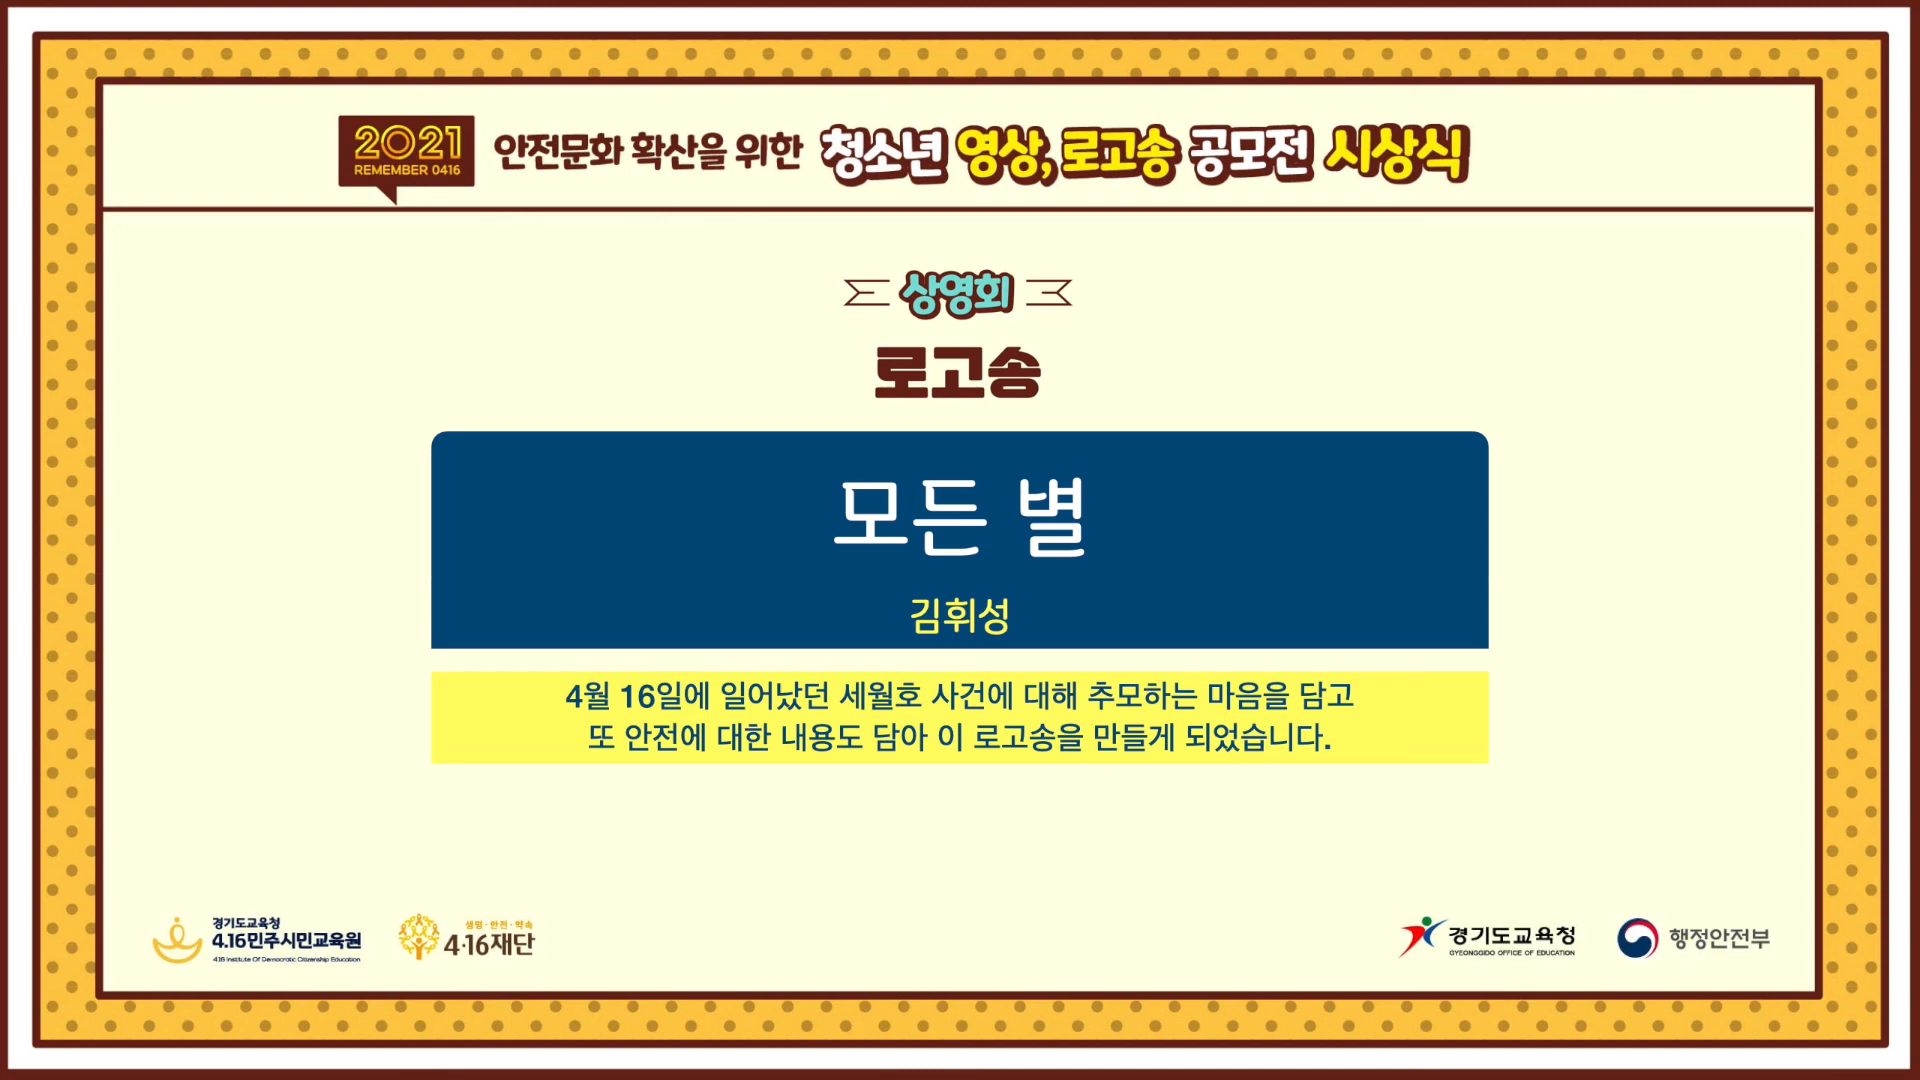 2021
REMEMBER 0416
안전문화 확산을 위한 청소년 영상, 로고송 공모전 시상식
상영회
로고송
모든 별
김휘성
4월 16일에 일어났던 세월호 사건에 대해 추모하는 마음을 담고
또 안전에 대한 내용도 담아 이 로고송을 만들게 되었습니다.
경기도교육청
4.16민주시민교육원
416 Institute Of Democratic Citizenship Education
생명·안전·약속
4·16재단
경기도교육청
GYEONGGIDO OFFICE OF EDUCATION
행정안전부